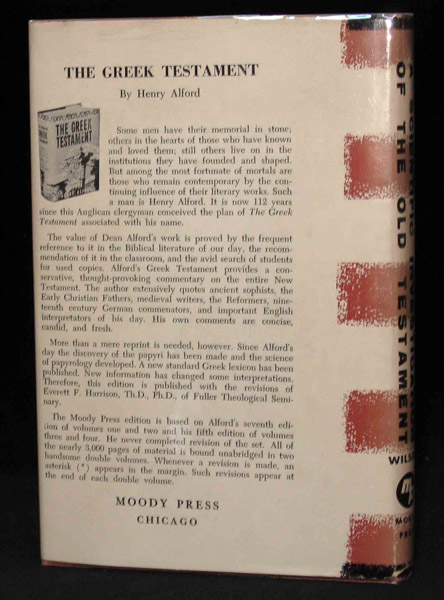 THE GREEK TESTAMENT
By Henry Alford
THE GREEK
TESTAMENT
Some men have their memorial in stone;
others in the hearts of those who have known
and loved them; still others live on in the
institutions they have founded and shaped.
But among the most fortunate of mortals are
those who remain contemporary by the con-
tinuing influence of their literary works. Such
a man is Henry Alford. It is now 112 years
since this Anglican clergyman conceived the plan of The Greek
Testament associated with his name.
The value of Dean Alford's work is proved by the frequent
reference to it in the Biblical literature of our day, the recom-
mendation of it in the classroom, and the avid search of students
for used copies. Alford's Greek Testament provides a con-
servative, thought-provoking commentary on the entire New
Testament. The author extensively quotes ancient sophists, the
Early Christian Fathers, medieval writers, the Reformers, nine-
teenth century German commenators, and important English
interpretators of his day. His own comments are concise,
candid, and fresh.
More than a mere reprint is needed, however. Since Alford's
day the discovery of the papyri has been made and the science
of papyrology developed. A new standard Greek lexicon has been
published. New information has changed some interpretations.
Therefore, this edition is published with the revisions of
Everett F. Harrison, Th.D., Ph.D., of Fuller Theological Semi-
nary.
The Moody Press edition is based on Alford's seventh edi-
tion of volumes one and two and his fifth edition of volumes
three and four. He never completed revision of the set. All of
the nearly 3,000 pages of material is bound unabridged in two
handsome double volumes. Whenever a revision is made, an
asterisk (*) appears in the margin. Such revisions appear at
the end of each double volume.
MOODY PRESS
CHICAGO
A SCIENTIFIC
OF THE OLD TESTAMENT
WILS
MOO
PRE